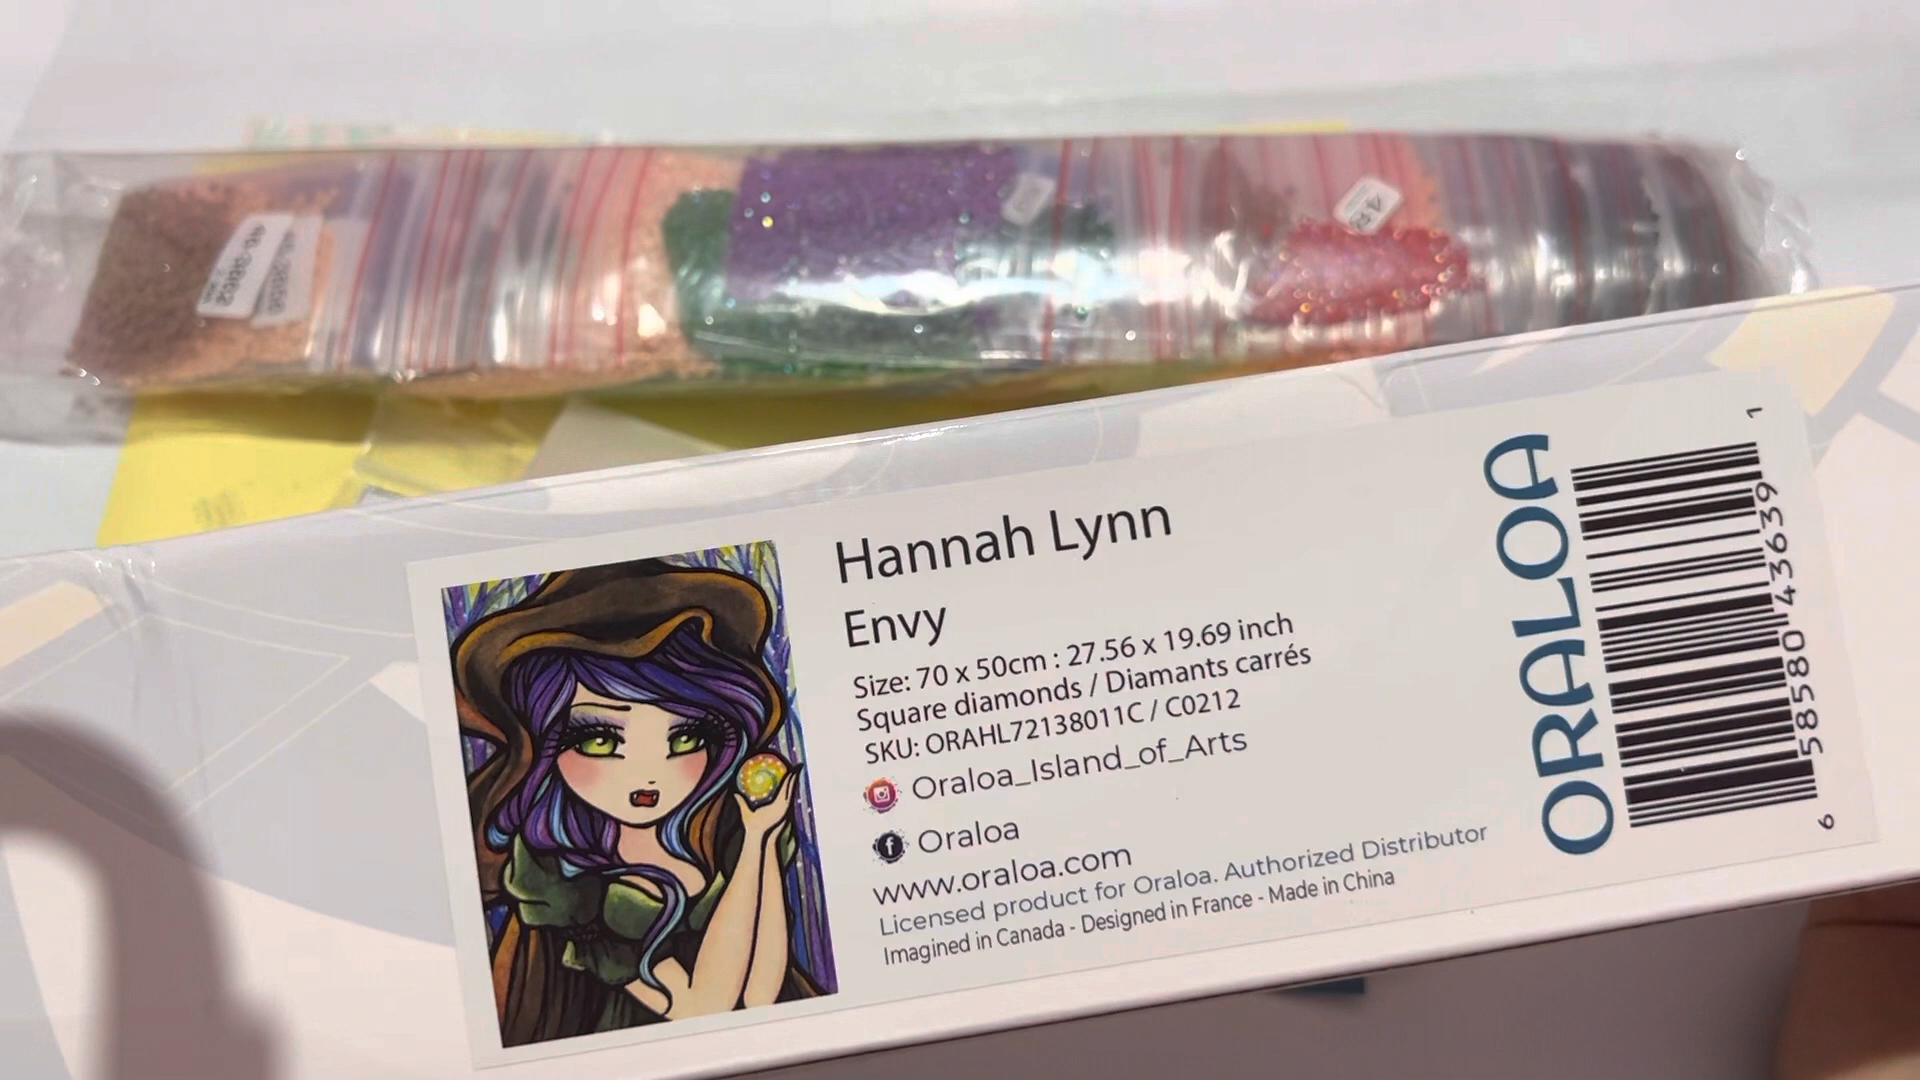 Hannah Lynn
Envy
Size: 70 x 50cm : 27.56 x 19.69 inch
Square diamonds / Diamants carrés
SKU: ORAHL72138011C / C0212
Oraloa_Island_of_Arts
f Oraloa
www.oraloa.com
Licensed product for Oraloa. Authorized Distributor
Imagined in Canada - Designed in France - Made in China
ORALOA
6 58580 43639 1